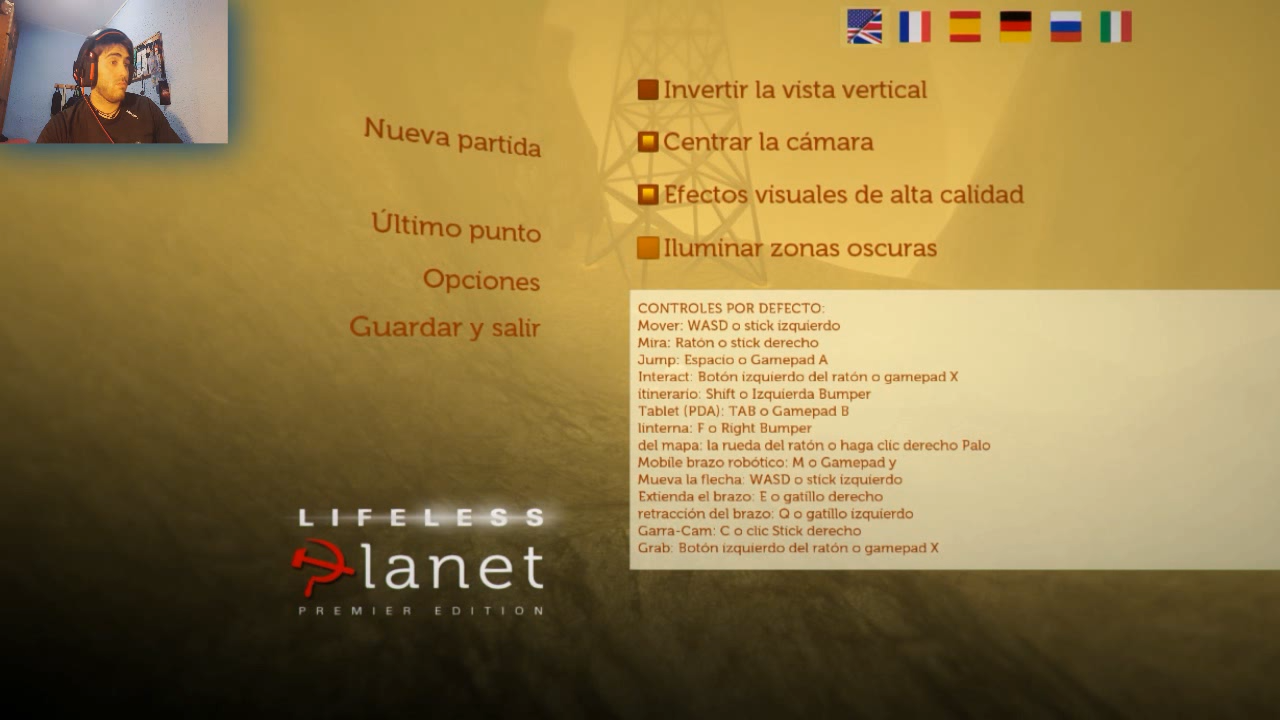 Nueva partida
Último punto
Opciones
Guardar y salir
Invertir la vista vertical
Centrar la cámara
Efectos visuales de alta calidad
Iluminar zonas oscuras
CONTROLES POR DEFECTO:
Mover: WASD o stick izquierdo
Mira: Ratón o stick derecho
Jump: Espacio o Gamepad A
Interact: Botón izquierdo del ratón o gamepad X
itinerario: Shift o Izquierda Bumper
Tablet (PDA): TAB o Gamepad B
linterna: F o Right Bumper
del mapa: la rueda del ratón o haga clic derecho Palo
Mobile brazo robótico: M o Gamepad y
Mueva la flecha: WASD o stick izquierdo
Extienda el brazo: E o gatillo derecho
retracción del brazo: Q o gatillo izquierdo
Garra-Cam: C o clic Stick derecho
Grab: Botón izquierdo del ratón o gamepad X
LIFELESS
Planet
PREMIER EDITION